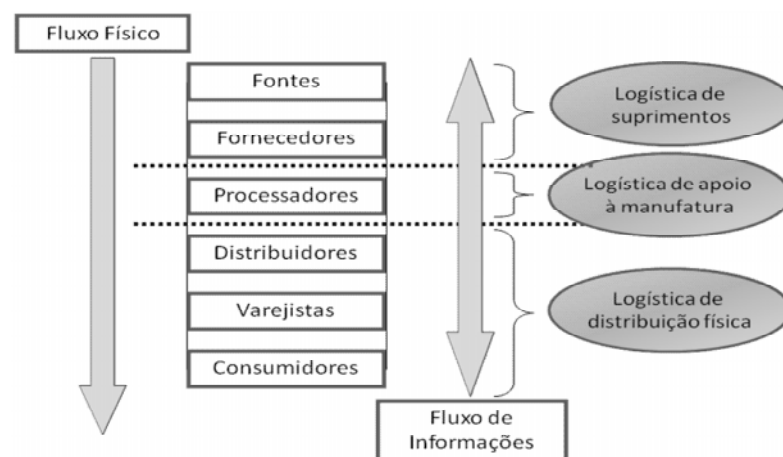 Fluxo Físico
Fontes
Fornecedores
Processadores
Distribuidores
Varejistas
Consumidores
Fluxo de
Informações
Logística de
suprimentos
Logística de apoio
à manufatura
Logística de
distribuição física